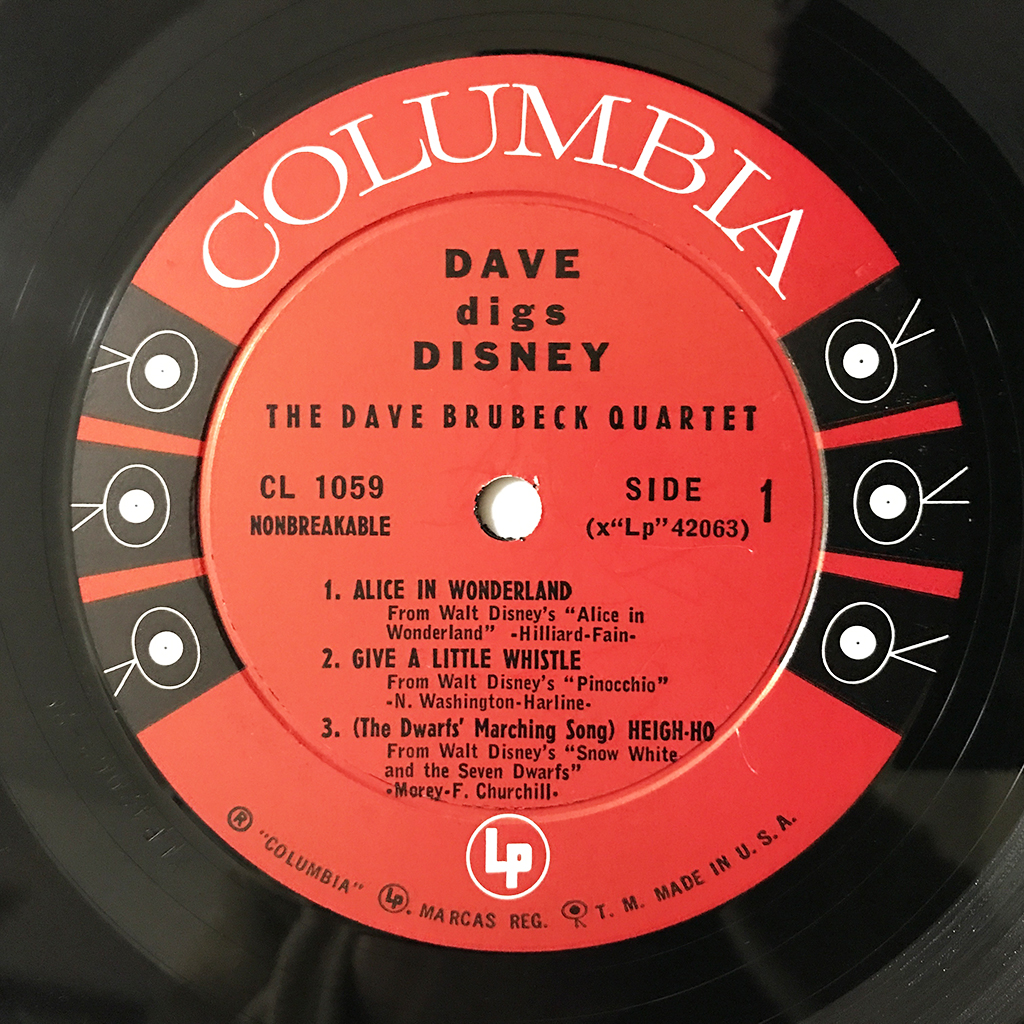 COLUMBIA
DAVE
digs
DISNEY
THE DAVE BRUBECK QUARTET
CL 1059
NONBREAKABLE
SIDE 1
(x“Lp”42063)
1. ALICE IN WONDERLAND
From Walt Disney's “Alice in
Wonderland” -Hilliard-Fain-
2. GIVE A LITTLE WHISTLE
From Walt Disney's “Pinocchio”
-N. Washington-Harline-
3. (The Dwarfs' Marching Song) HEIGH-HO
From Walt Disney's “Snow White
and the Seven Dwarfs”
-Morey-F. Churchill-
Lp
® “COLUMBIA” Lp. MARCAS REG. T. M. MADE IN U. S. A.